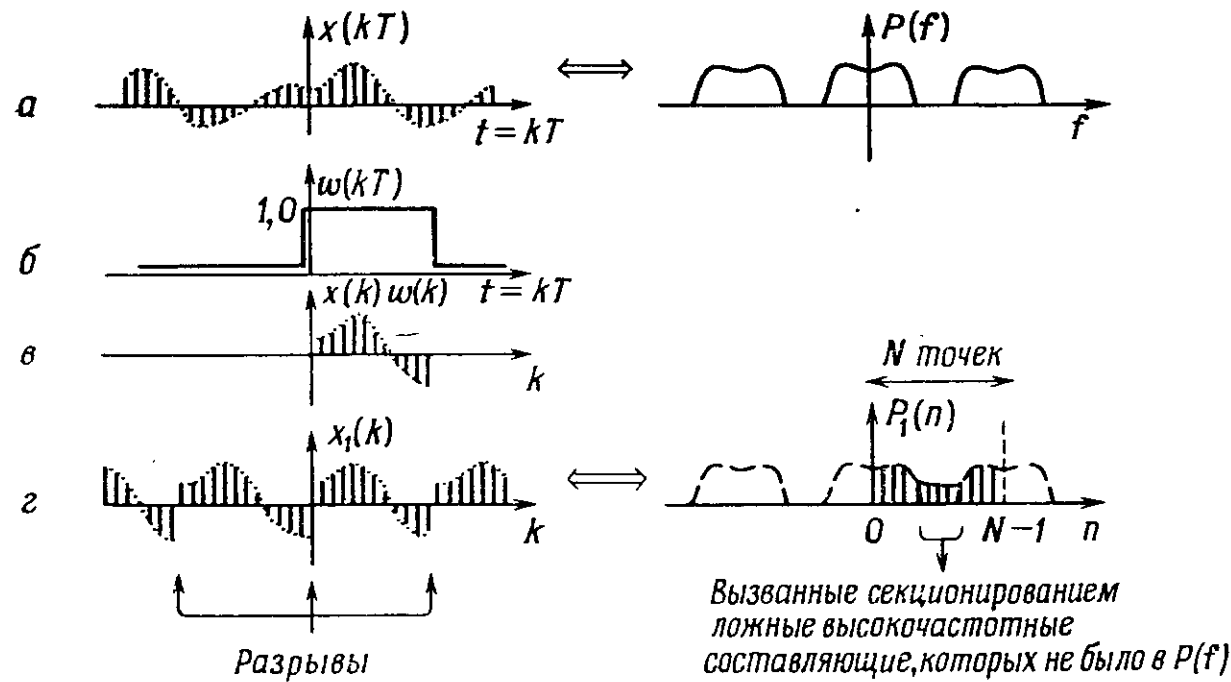 x(kT)
P(f)
а
t = kT
f
w(kT)
1,0
б
t = kT
x(k) w(k)
в
k
N точек
x₁(k)
P₁(n)
г
k
0
N–1
n
Разрывы
Вызванные секционированием
ложные высокочастотные
составляющие, которых не было в P(f)